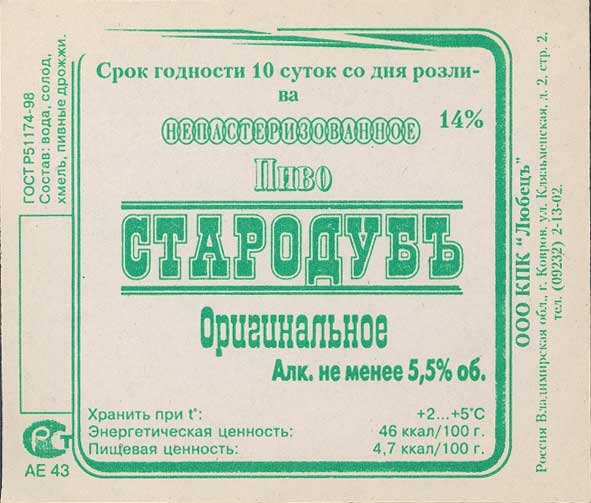 Срок годности 10 суток со дня розли-
ва
НЕПАСТЕРИЗОВАННОЕ
14%
Пиво
СТАРОДУБЪ
Оригинальное
Алк. не менее 5,5% об.
Хранить при t°: +2...+5°С
Энергетическая ценность: 46 ккал/100 г.
Пищевая ценность: 4,7 ккал/100 г.
ГОСТ Р51174-98
Состав: вода, солод,
хмель, пивные дрожжи.
РСТ
АЕ 43
ООО КПК “Любецъ”
Россия Владимирская обл., г. Ковров, ул. Клязьменская, л. 2, стр. 2,
тел. (09232) 2-13-02.